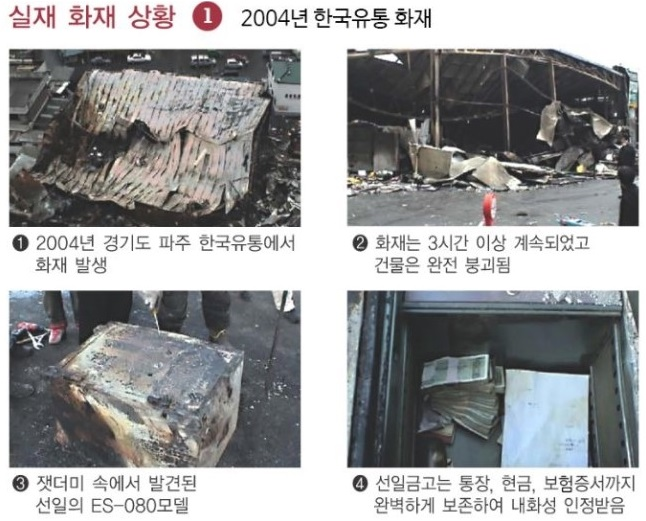 실재 화재 상황 1 2004년 한국유통 화재
❶ 2004년 경기도 파주 한국유통에서
화재 발생
❷ 화재는 3시간 이상 계속되었고
건물은 완전 붕괴됨
❸ 잿더미 속에서 발견된
선일의 ES-080모델
❹ 선일금고는 통장, 현금, 보험증서까지
완벽하게 보존하여 내화성 인정받음